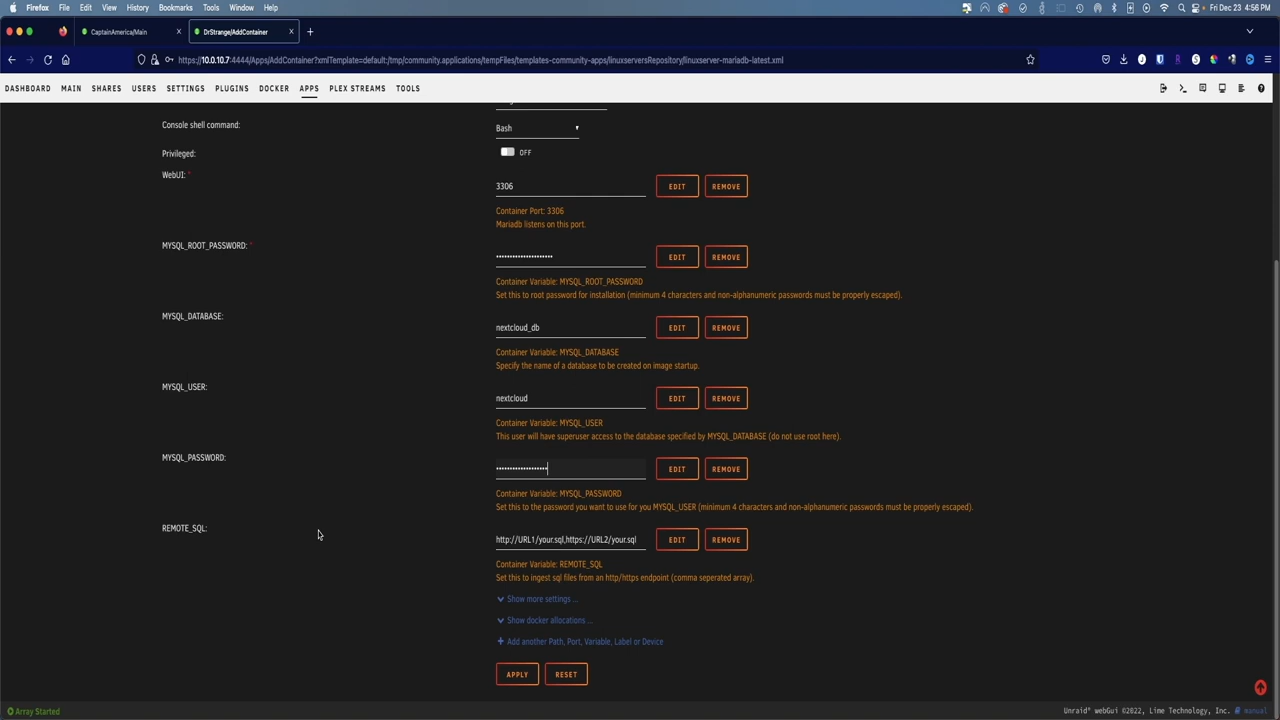 Firefox File Edit View History Bookmarks Tools Window Help Fri Dec 23 4:56 PM
CaptainAmerica/Main DrStrange/AddContainer
https://10.0.10.7:4444/Apps/AddContainer?xmlTemplate=default:/tmp/community.applications/tempFiles/templates-community-apps/linuxserversRepository/linuxserver-mariadb-latest.xml
DASHBOARD MAIN SHARES USERS SETTINGS PLUGINS DOCKER APPS PLEX STREAMS TOOLS
Console shell command: Bash
Privileged: OFF
WebUI: * 3306 EDIT REMOVE
Container Port: 3306
Mariadb listens on this port.
MYSQL_ROOT_PASSWORD: * EDIT REMOVE
Container Variable: MYSQL_ROOT_PASSWORD
Set this to root password for installation (minimum 4 characters and non-alphanumeric passwords must be properly escaped).
MYSQL_DATABASE: nextcloud_db EDIT REMOVE
Container Variable: MYSQL_DATABASE
Specify the name of a database to be created on image startup.
MYSQL_USER: nextcloud EDIT REMOVE
Container Variable: MYSQL_USER
This user will have superuser access to the database specified by MYSQL_DATABASE (do not use root here).
MYSQL_PASSWORD: EDIT REMOVE
Container Variable: MYSQL_PASSWORD
Set this to the password you want to use for you MYSQL_USER (minimum 4 characters and non-alphanumeric passwords must be properly escaped).
REMOTE_SQL: http://URL1/your.sql,https://URL2/your.sql EDIT REMOVE
Container Variable: REMOTE_SQL
Set this to ingest sql files from an http/https endpoint (comma seperated array).
Show more settings ...
Show docker allocations ...
Add another Path, Port, Variable, Label or Device
APPLY RESET
Array Started Unraid® webGui ©2022, Lime Technology, Inc. manual